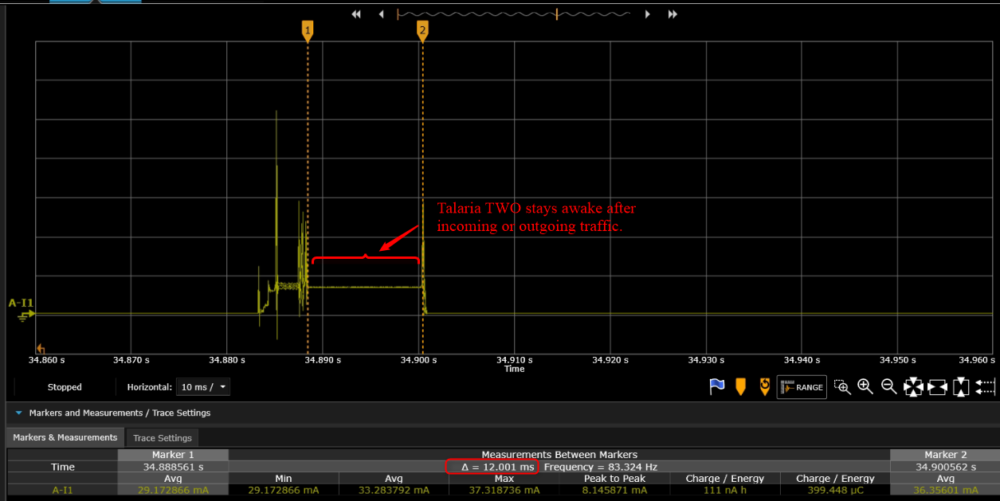 1 2
Talaria TWO stays awake after
incoming or outgoing traffic.
A-I1
34.860 s 34.870 s 34.880 s 34.890 s 34.900 s 34.910 s 34.920 s 34.930 s 34.940 s 34.950 s 34.960 s
Time
Stopped Horizontal: 10 ms / RANGE
Markers and Measurements / Trace Settings
Markers & Measurements Trace Settings
Marker 1 Measurements Between Markers Marker 2
Time 34.888561 s Δ = 12.001 ms Frequency = 83.324 Hz 34.900562 s
Avg Min Avg Max Peak to Peak Charge / Energy Charge / Energy Avg
A-I1 29.172866 mA 29.172866 mA 33.283792 mA 37.318736 mA 8.145871 mA 111 nA h 399.448 µC 36.35601 mA